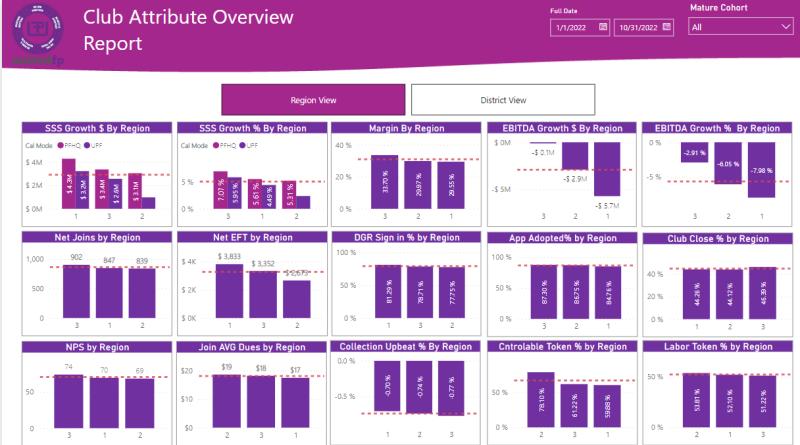 Club Attribute Overview
Report
Full Date
1/1/2022
10/31/2022
Mature Cohort
All
Region View
District View
SSS Growth $ By Region
Cal Mode PFHQ UPF
$ 4M
$ 2M
$ 0M
$ 4.3M
$ 3.2M
$ 3.4M
$ 2.6M
$ 3.1M
1 3 2
SSS Growth % By Region
Cal Mode PFHQ UPF
5 %
0 %
7.07 %
5.95 %
5.61 %
4.49 %
5.31 %
3 1 2
Margin By Region
40 %
20 %
0 %
33.70 %
29.97 %
29.55 %
3 2 1
EBITDA Growth $ By Region
$ 0M
-$ 5M
-$ 0.1M
-$ 2.9M
-$ 5.7M
3 2 1
EBITDA Growth % By Region
0 %
-5 %
-2.91 %
-6.05 %
-7.98 %
3 2 1
Net Joins by Region
1,000
500
0
902
847
839
3 1 2
Net EFT by Region
$ 4K
$ 2K
$ 0K
$ 3,833
$ 3,352
1 3 2
DGR Sign in % by Region
100 %
50 %
0 %
81.29 %
78.71 %
77.75 %
1 3 2
App Adopted% by Region
100 %
50 %
0 %
87.20 %
86.75 %
84.76 %
3 2 1
Club Close % by Region
40 %
20 %
0 %
44.26 %
44.12 %
46.39 %
1 2 3
NPS by Region
50
0
74
70
69
3 1 2
Join AVG Dues by Region
$20
$10
$0
$19
$18
$17
2 3 1
Collection Upbeat % By Region
0.0 %
-0.5 %
-0.70 %
-0.74 %
-0.77 %
1 2 3
Cntrolable Token % by Region
50 %
0 %
78.10 %
61.22 %
59.88 %
2 3 1
Labor Token % by Region
50 %
0 %
53.81 %
52.10 %
51.22 %
2 1 3